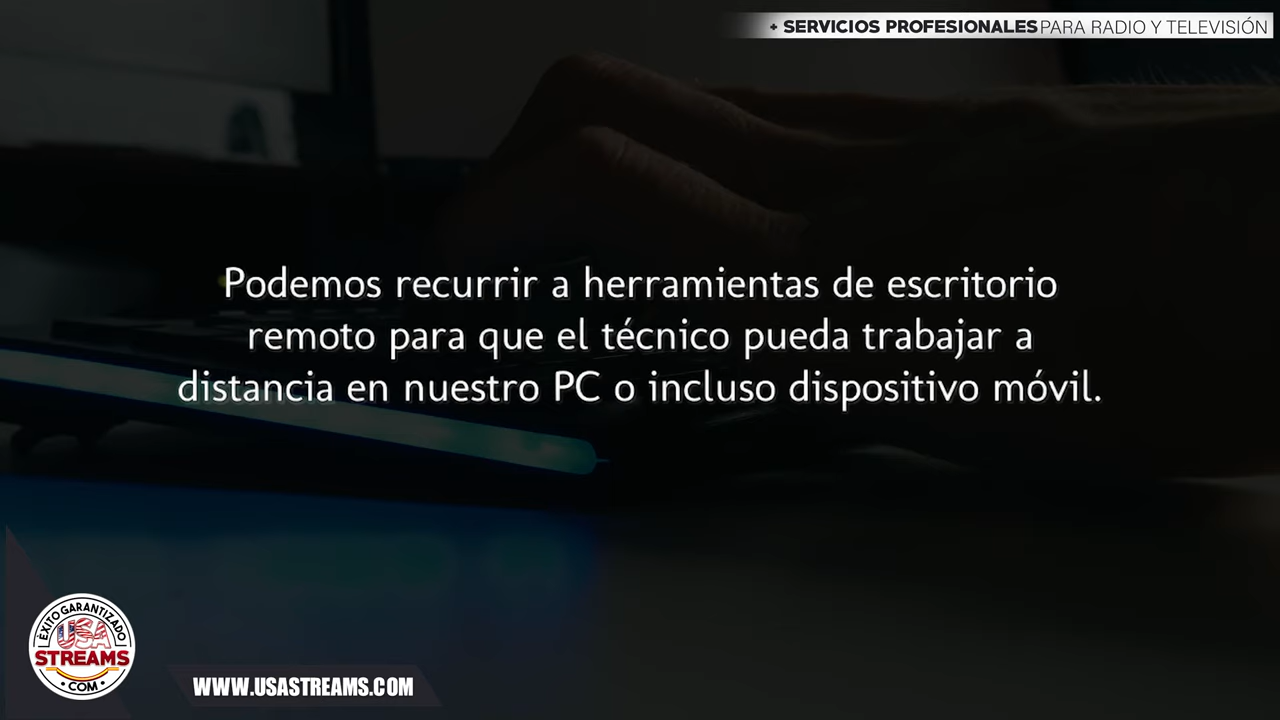 + SERVICIOS PROFESIONALES PARA RADIO Y TELEVISIÓN
Podemos recurrir a herramientas de escritorio
remoto para que el técnico pueda trabajar a
distancia en nuestro PC o incluso dispositivo móvil.
ÉXITO GARANTIZADO
USA
STREAMS
• COM •
WWW.USASTREAMS.COM